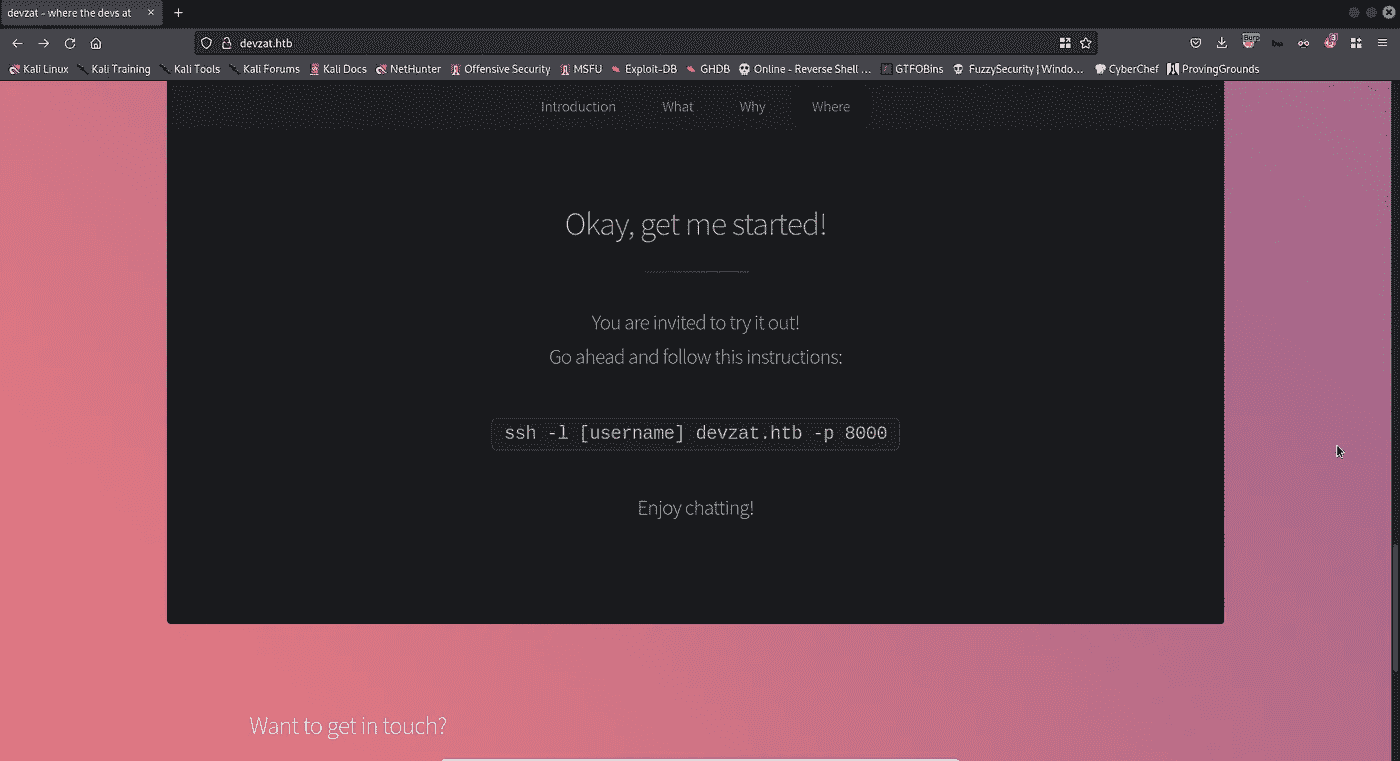 devzat - where the devs at
devzat.htb
Kali Linux Kali Training Kali Tools Kali Forums Kali Docs NetHunter Offensive Security MSFU Exploit-DB GHDB Online - Reverse Shell ... GTFOBins FuzzySecurity | Windo... CyberChef ProvingGrounds
Introduction What Why Where
Okay, get me started!
You are invited to try it out!
Go ahead and follow this instructions:
ssh -l [username] devzat.htb -p 8000
Enjoy chatting!
Want to get in touch?